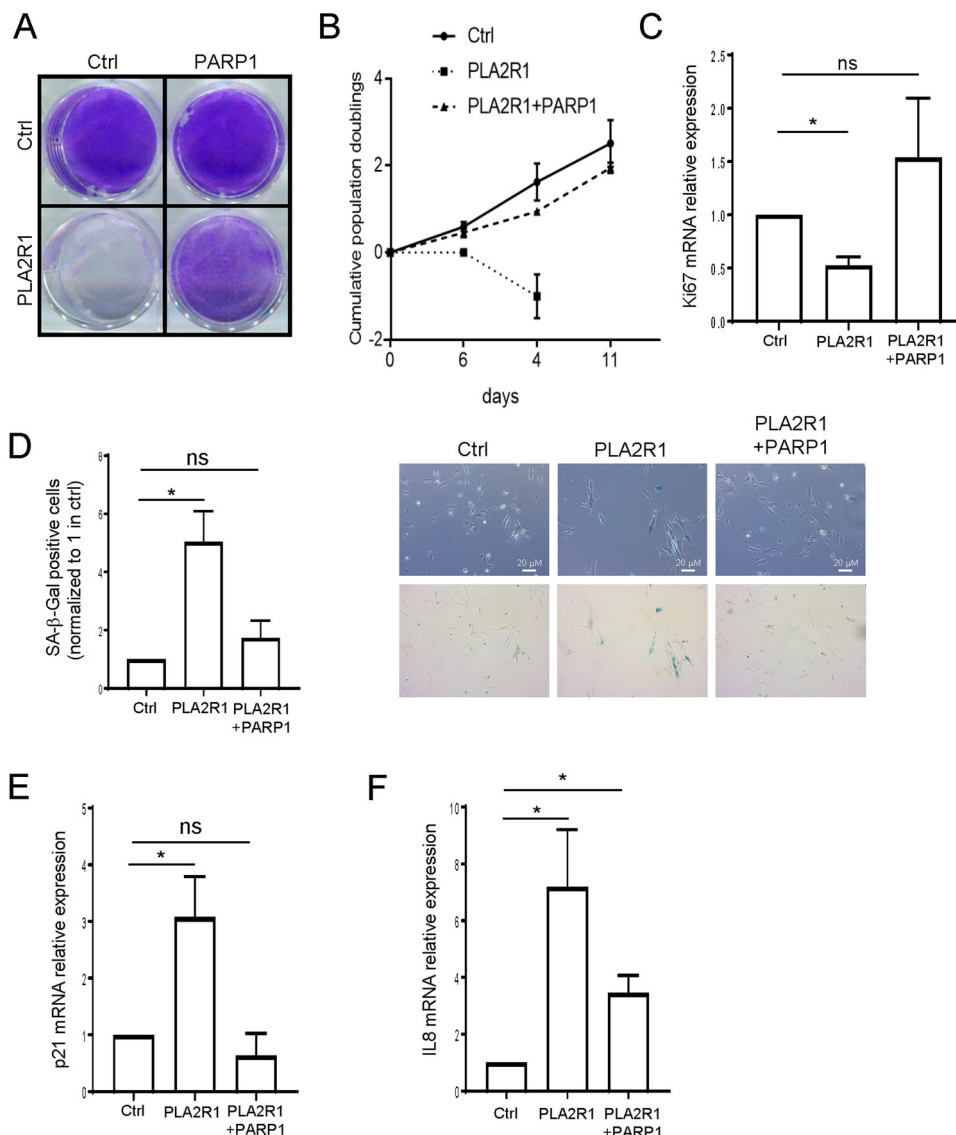 A
Ctrl PARP1
Ctrl
PLA2R1
B
Ctrl
PLA2R1
PLA2R1+PARP1
Cumulative population doublings
4
2
0
-2
0 6 4 11
days
C
ns
*
Ki67 mRNA relative expression
2.5
2.0
1.5
1.0
0.5
0.0
Ctrl PLA2R1 PLA2R1
+PARP1
D
ns
*
SA-β-Gal positive cells
(normalized to 1 in ctrl)
8
6
4
2
0
Ctrl PLA2R1 PLA2R1
+PARP1
Ctrl PLA2R1 PLA2R1
+PARP1
20 µM 20 µM 20 µM
E
ns
*
p21 mRNA relative expression
5
4
3
2
1
0
Ctrl PLA2R1 PLA2R1
+PARP1
F
*
*
IL8 mRNA relative expression
10
8
6
4
2
0
Ctrl PLA2R1 PLA2R1
+PARP1